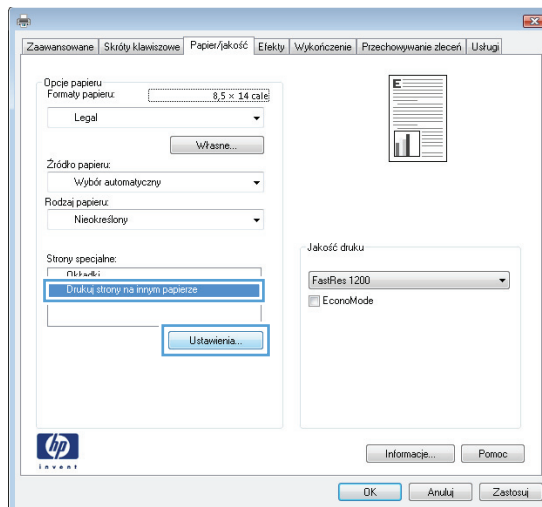 Zaawansowane Skróty klawiszowe Papier/jakość Efekty Wykończenie Przechowywanie zleceń Usługi
Opcje papieru
Formaty papieru: 8,5 × 14 cale
Legal
Własne...
Źródło papieru:
Wybór automatyczny
Rodzaj papieru:
Nieokreślony
Strony specjalne:
Okładki
Drukuj strony na innym papierze
Ustawienia...
E
Jakość druku
FastRes 1200
EconoMode
hp
invent
Informacje... Pomoc
OK Anuluj Zastosuj